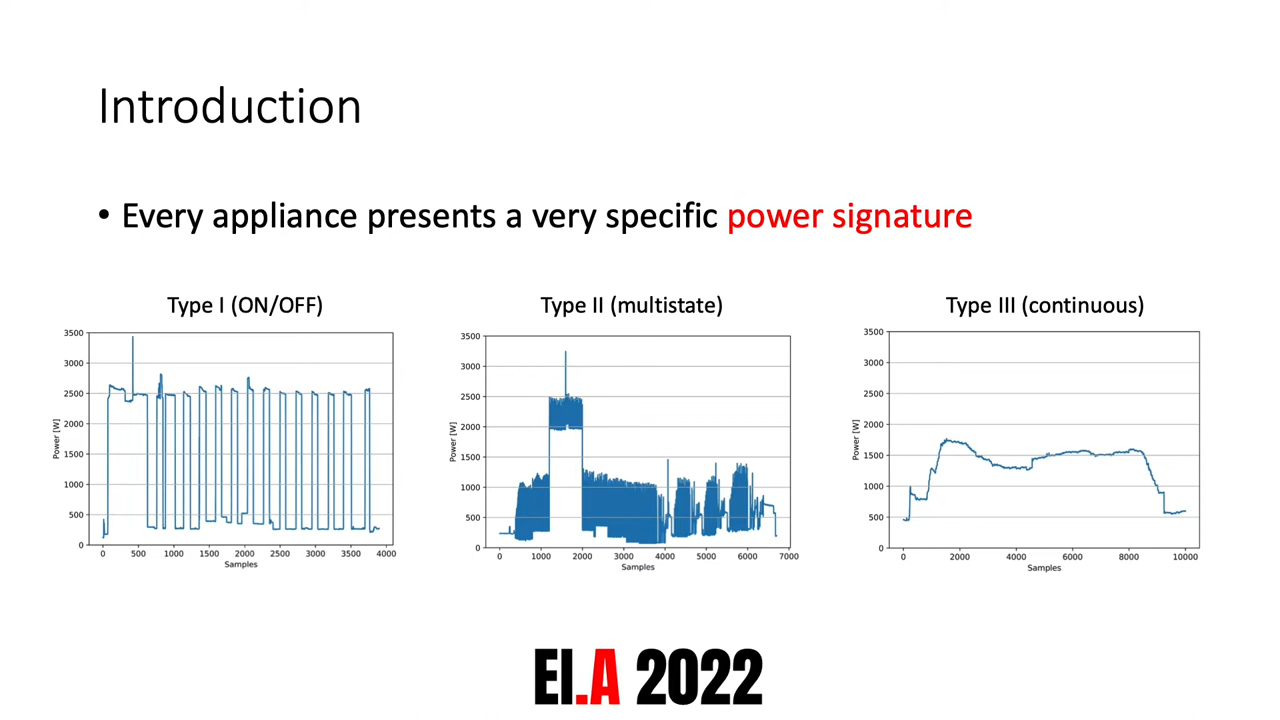 Introduction
• Every appliance presents a very specific power signature
Type I (ON/OFF)
3500
3000
2500
2000
1500
1000
500
0
Power [W]
0 500 1000 1500 2000 2500 3000 3500 4000
Samples
Type II (multistate)
3500
3000
2500
2000
1500
1000
500
0
Power [W]
0 1000 2000 3000 4000 5000 6000 7000
Samples
Type III (continuous)
3500
3000
2500
2000
1500
1000
500
0
Power [W]
0 2000 4000 6000 8000 10000
Samples
EI.A 2022